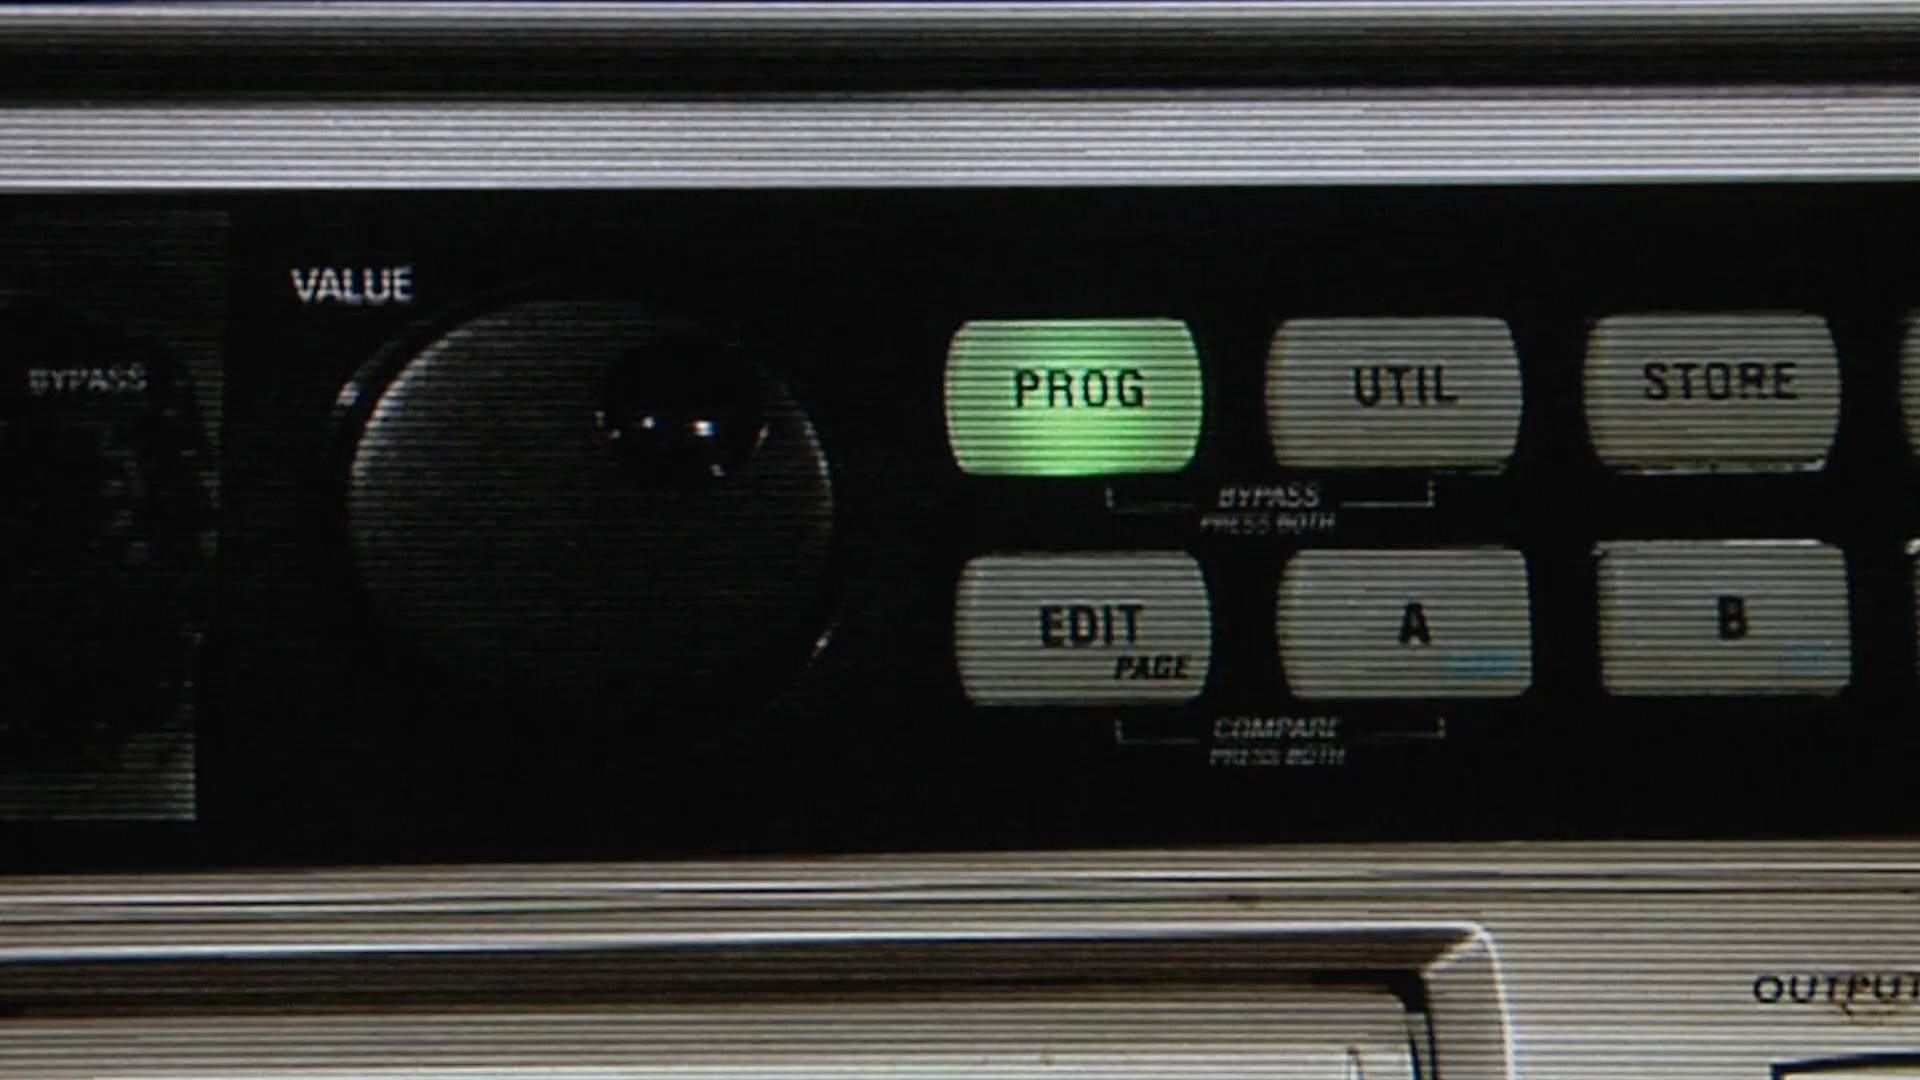 VALUE
BYPASS
PROG
UTIL
STORE
BYPASS
PRESS BOTH
EDIT
PAGE
A
B
COMPARE
PRESS BOTH
OUTPUT